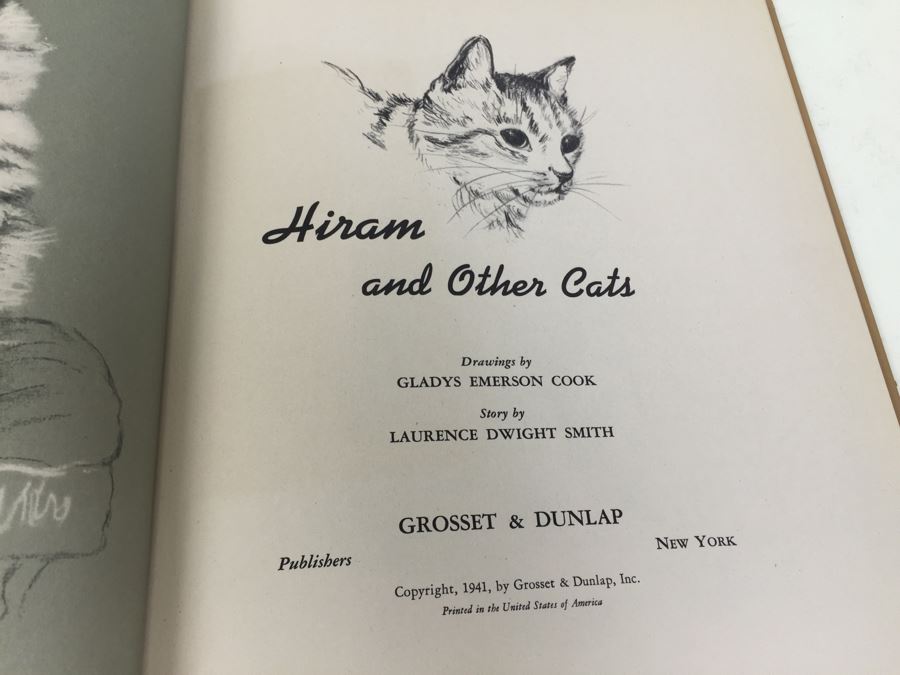 Hiram
and Other Cats
Drawings by
GLADYS EMERSON COOK
Story by
LAURENCE DWIGHT SMITH
GROSSET & DUNLAP
Publishers
NEW YORK
Copyright, 1941, by Grosset & Dunlap, Inc.
Printed in the United States of America